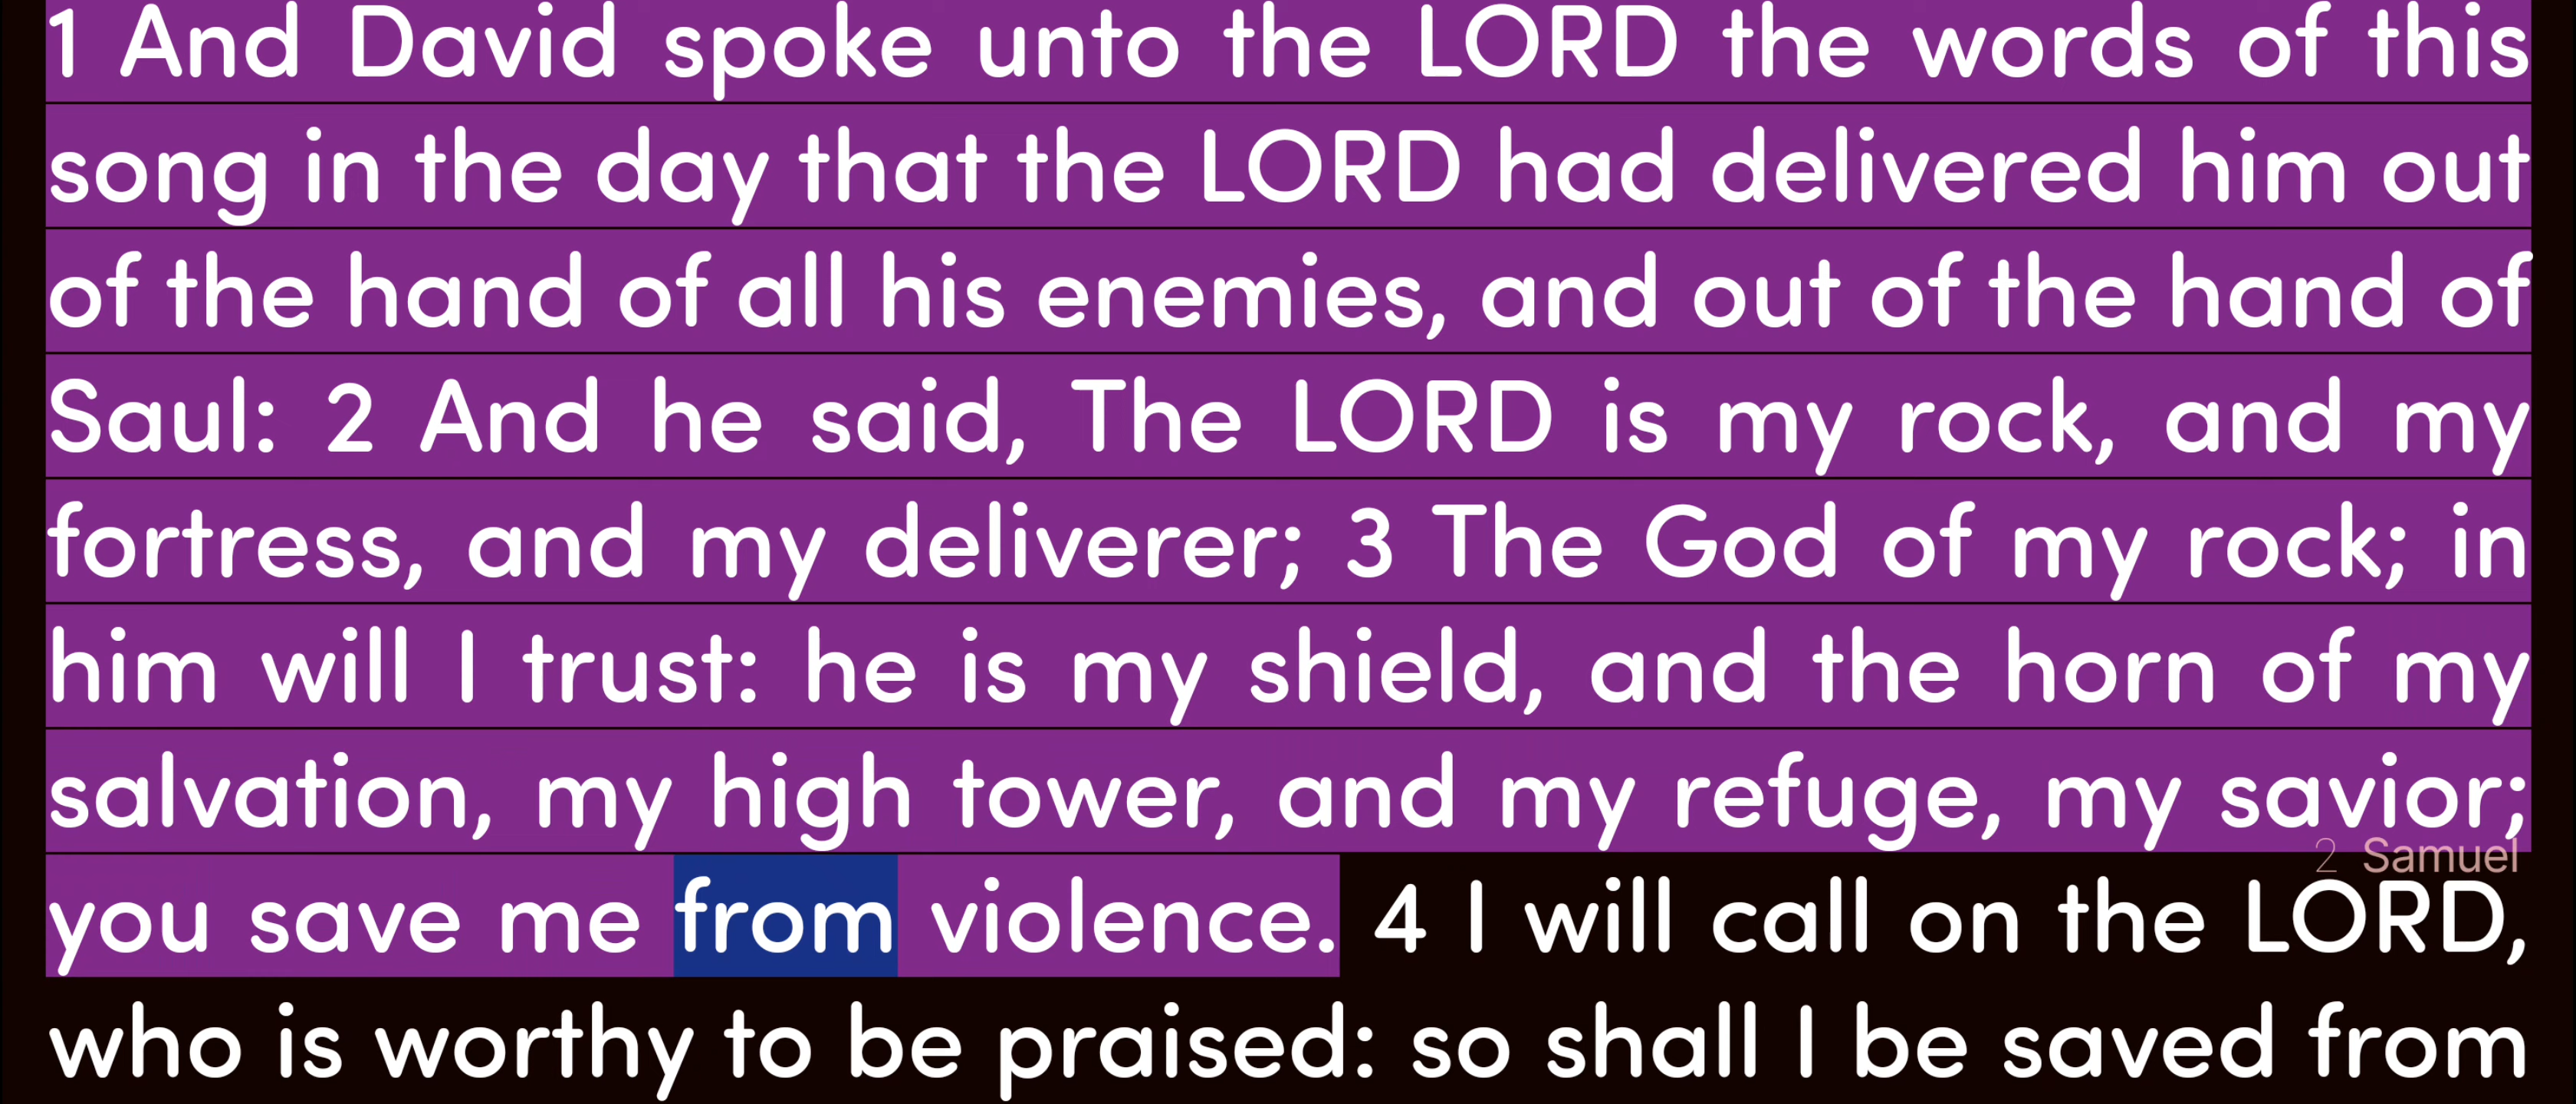 1 And David spoke unto the LORD the words of this
song in the day that the LORD had delivered him out
of the hand of all his enemies, and out of the hand of
Saul: 2 And he said, The LORD is my rock, and my
fortress, and my deliverer; 3 The God of my rock; in
him will I trust: he is my shield, and the horn of my
salvation, my high tower, and my refuge, my savior;
2 Samuel
you save me from violence. 4 I will call on the LORD,
who is worthy to be praised: so shall I be saved from